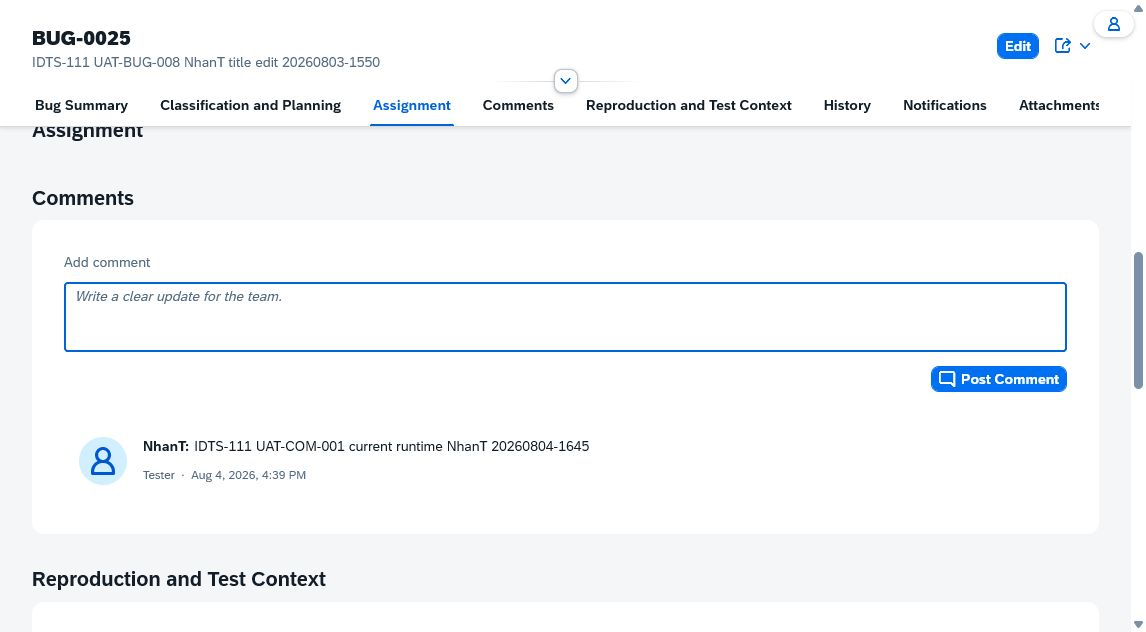 BUG-0025
IDTS-111 UAT-BUG-008 NhanT title edit 20260803-1550
Edit
Bug Summary
Classification and Planning
Assignment
Comments
Reproduction and Test Context
History
Notifications
Attachments
Assignment
Comments
Add comment
Write a clear update for the team.
Post Comment
NhanT: IDTS-111 UAT-COM-001 current runtime NhanT 20260804-1645
Tester · Aug 4, 2026, 4:39 PM
Reproduction and Test Context